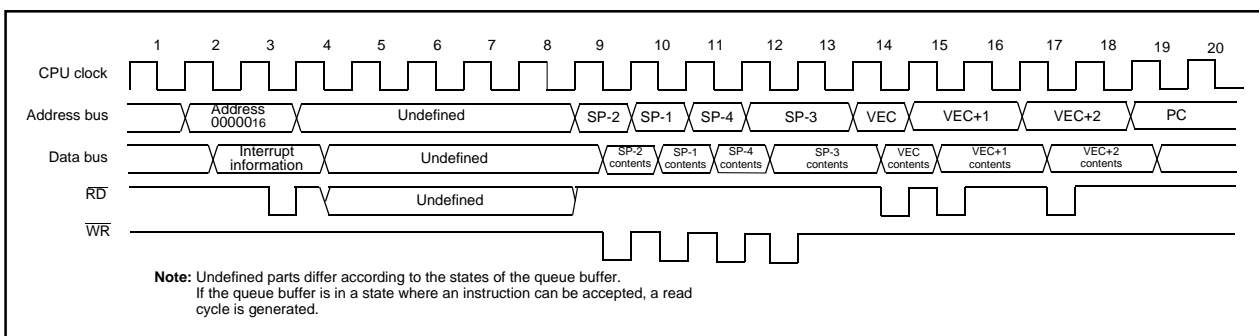 1 2 3 4 5 6 7 8 9 10 11 12 13 14 15 16 17 18 19 20
CPU clock
Address bus
Address
0000016
Undefined
SP-2
SP-1
SP-4
SP-3
VEC
VEC+1
VEC+2
PC
Data bus
Interrupt
information
Undefined
SP-2
contents
SP-1
contents
SP-4
contents
SP-3
contents
VEC
contents
VEC+1
contents
VEC+2
contents
RD
Undefined
WR
Note: Undefined parts differ according to the states of the queue buffer.
If the queue buffer is in a state where an instruction can be accepted, a read
cycle is generated.